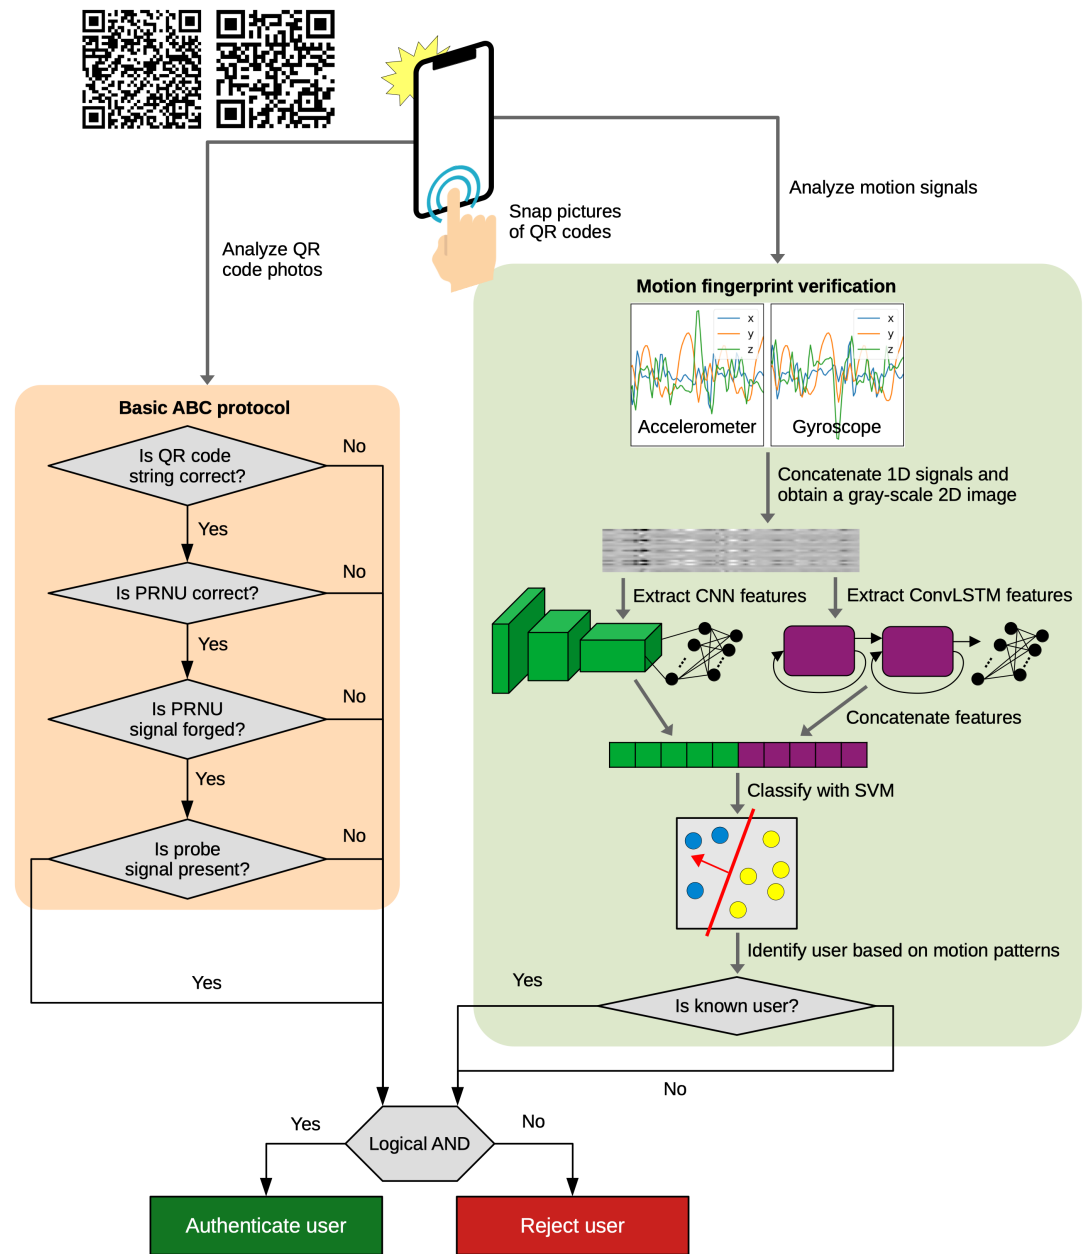 Snap pictures
of QR codes
Analyze motion signals
Analyze QR
code photos
Motion fingerprint verification
x
y
z
x
y
z
Accelerometer
Gyroscope
Basic ABC protocol
Is QR code
string correct?
No
Yes
Is PRNU correct?
No
Yes
Is PRNU
signal forged?
No
Yes
Is probe
signal present?
No
Yes
Concatenate 1D signals and
obtain a gray-scale 2D image
Extract CNN features
Extract ConvLSTM features
Concatenate features
Classify with SVM
Identify user based on motion patterns
Is known user?
Yes
No
Logical AND
Yes
No
Authenticate user
Reject user